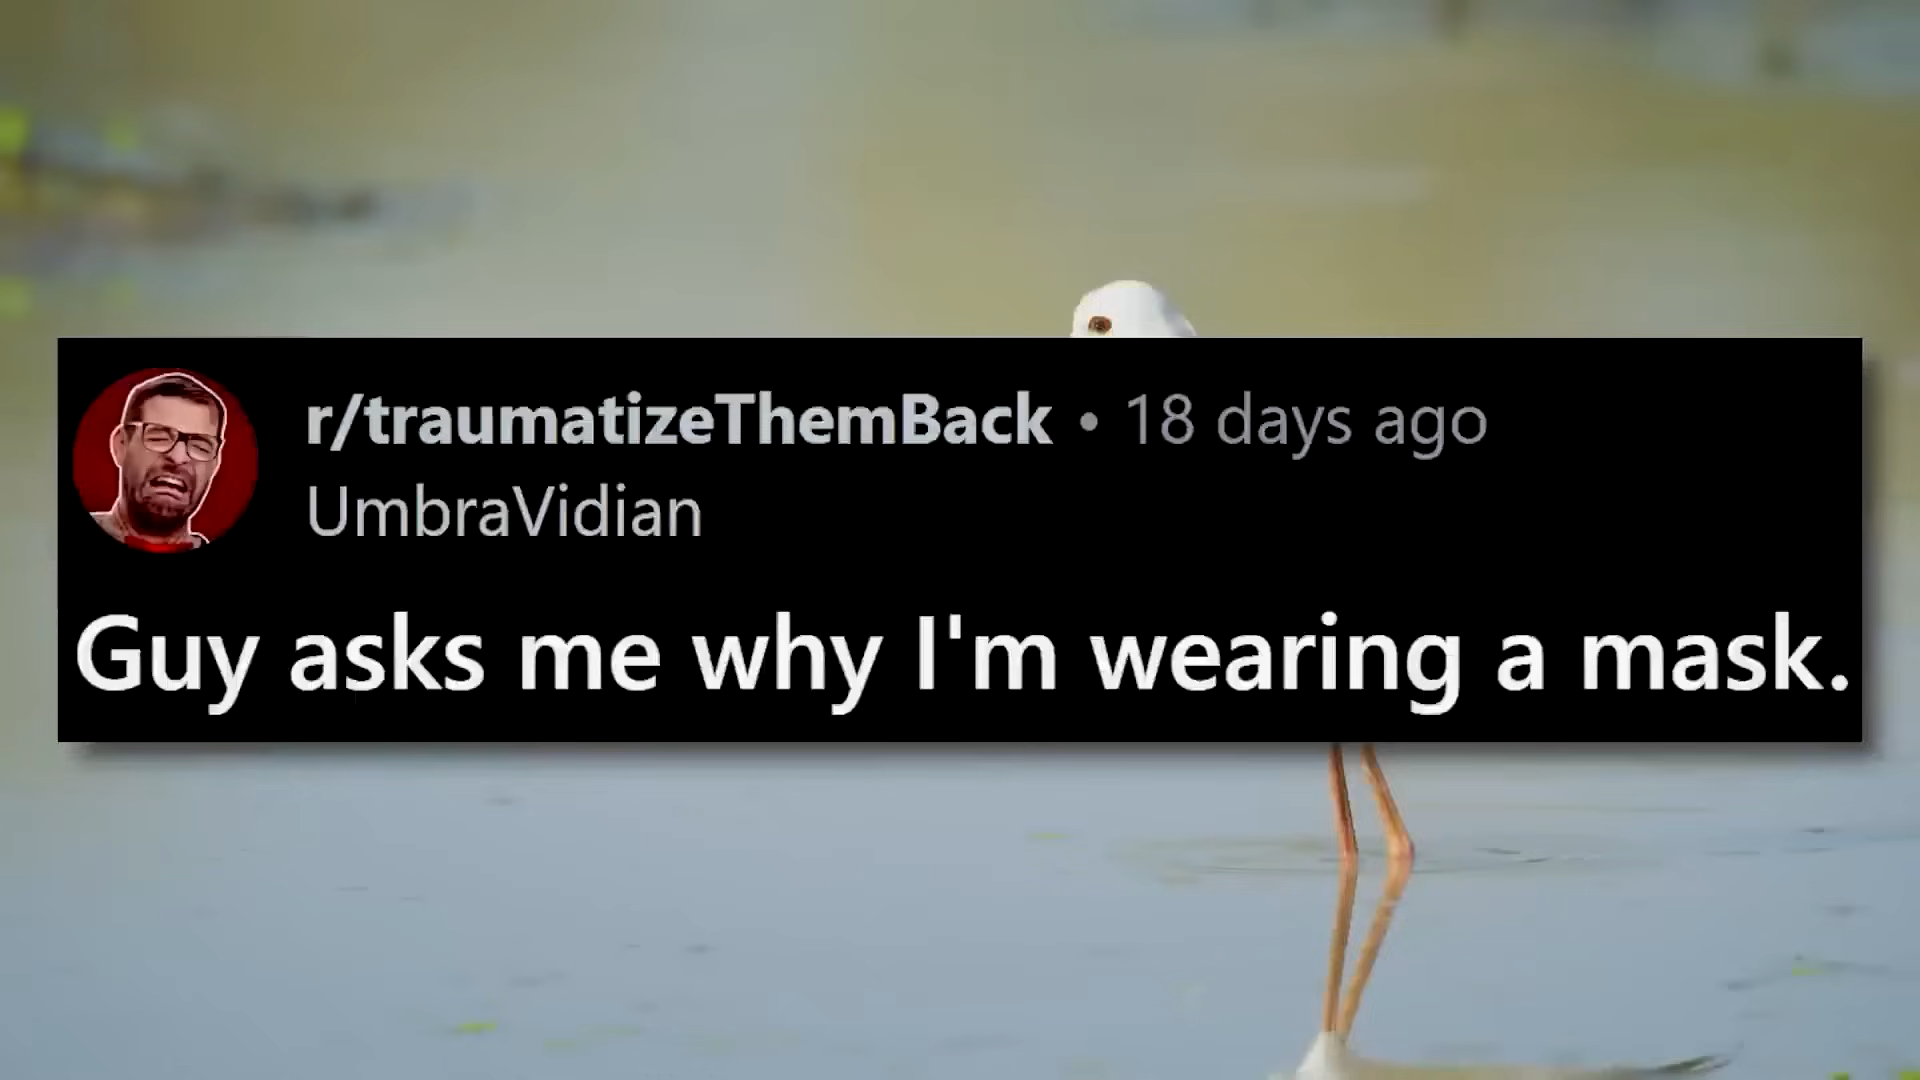 r/traumatizeThemBack • 18 days ago
UmbraVidian
Guy asks me why I'm wearing a mask.